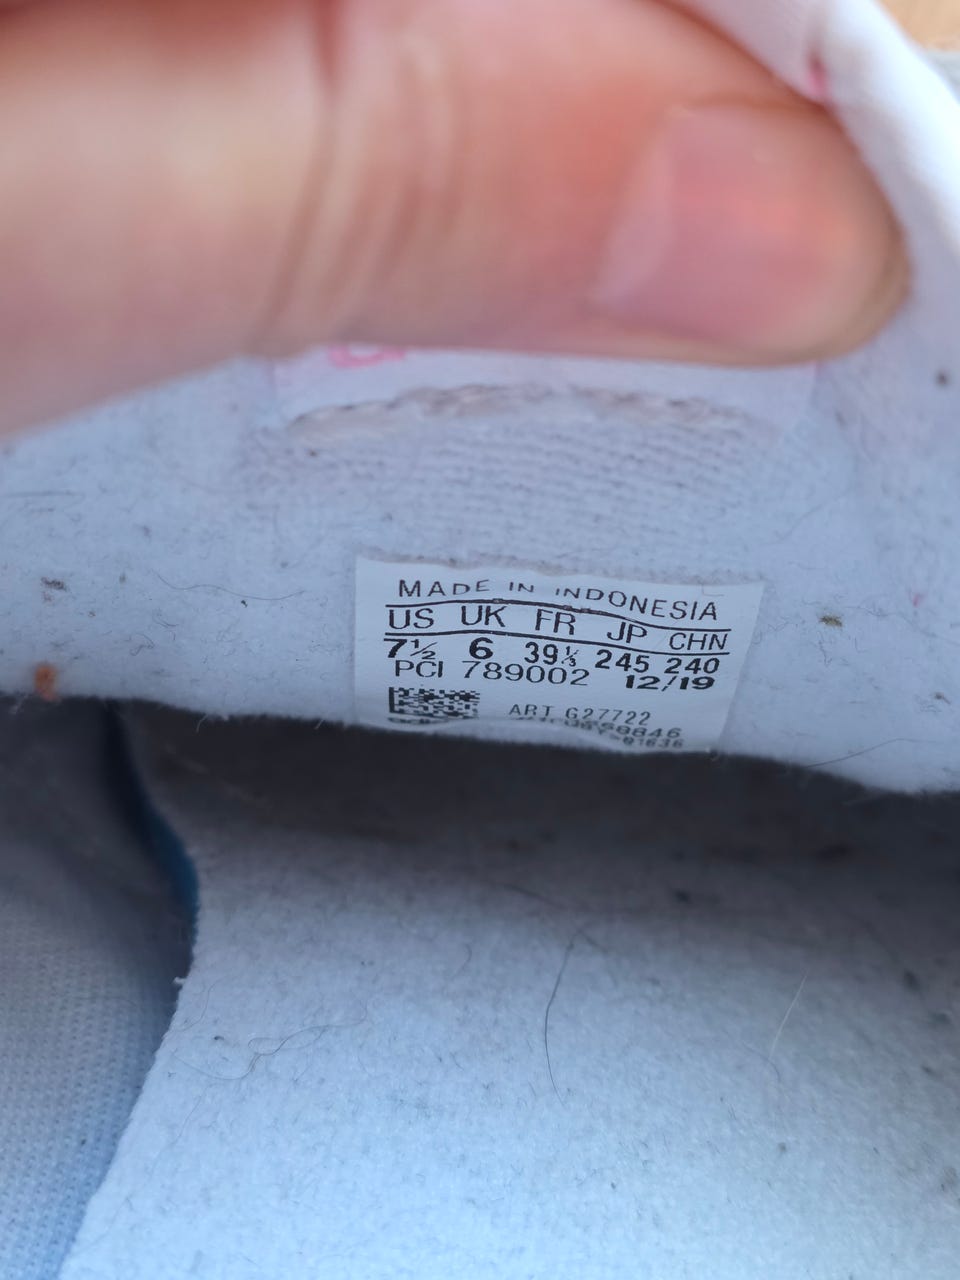 MADE IN INDONESIA
US UK FR JP CHN
7½ 6 39⅓ 245 240
PCI 789002 12/19
ART G27722